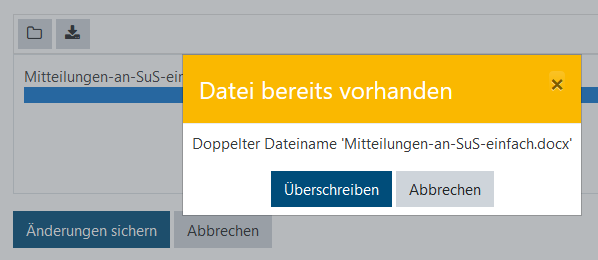 Datei bereits vorhanden
×
Mitteilungen-an-SuS-ein
Doppelter Dateiname 'Mitteilungen-an-SuS-einfach.docx'
Überschreiben Abbrechen
Änderungen sichern Abbrechen